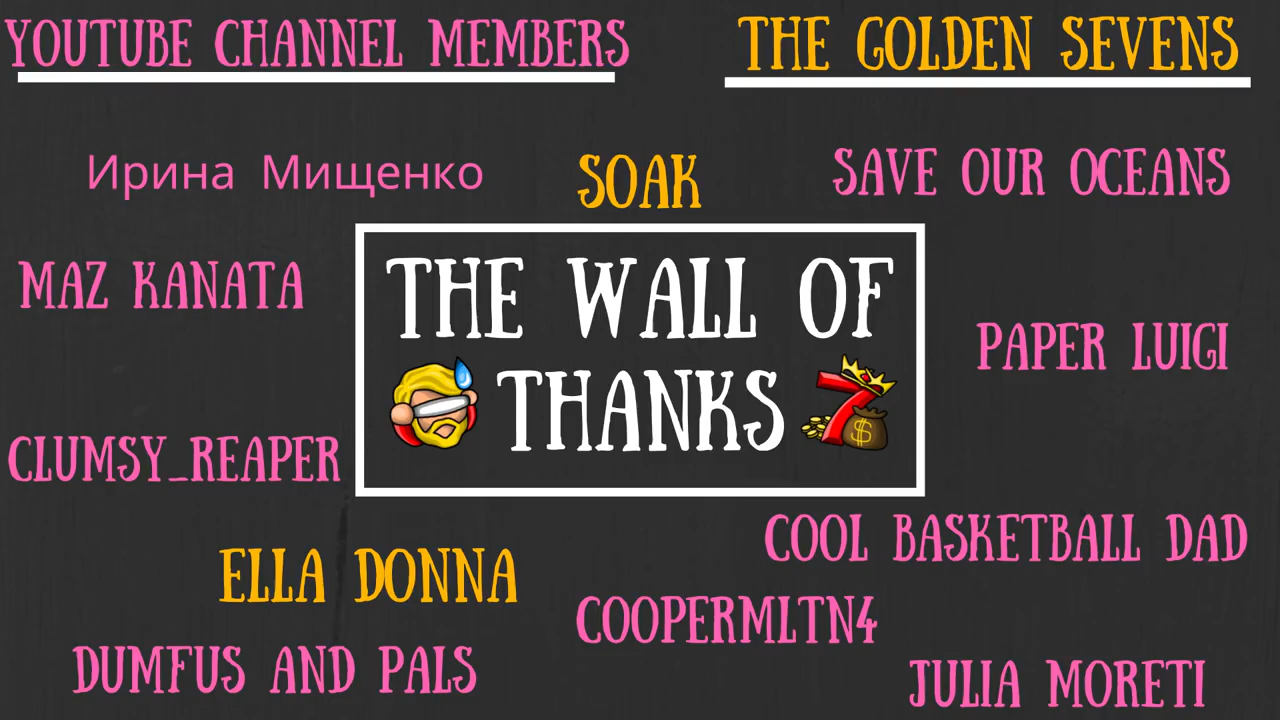 YOUTUBE CHANNEL MEMBERS
THE GOLDEN SEVENS
Ирина Мищенко
SOAK
SAVE OUR OCEANS
MAZ KANATA
THE WALL OF
THANKS
7
$
PAPER LUIGI
CLUMSY_REAPER
COOL BASKETBALL DAD
ELLA DONNA
COOPERMLTN4
DUMFUS AND PALS
JULIA MORETI